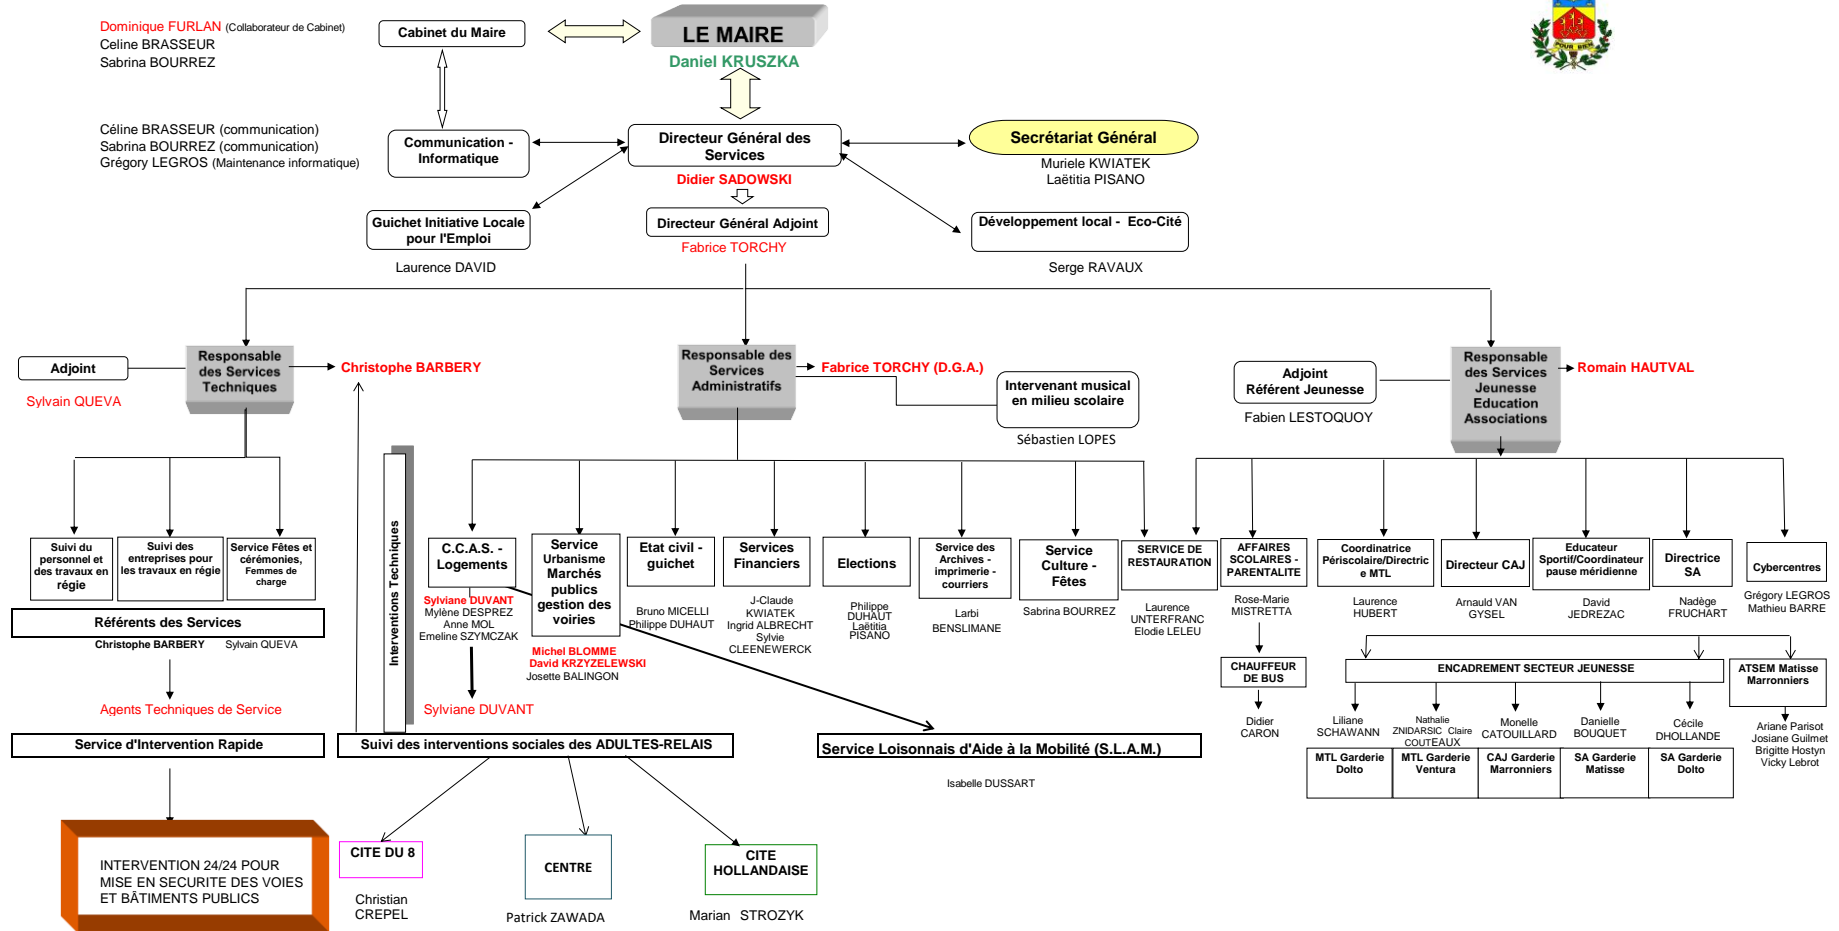 Dominique FURLAN (Collaborateur de Cabinet)
Celine BRASSEUR
Sabrina BOURREZ
Cabinet du Maire
LE MAIRE
Daniel KRUSZKA
POUR BIEN
Céline BRASSEUR (communication)
Sabrina BOURREZ (communication)
Grégory LEGROS (Maintenance informatique)
Communication -
Informatique
Directeur Général des
Services
Didier SADOWSKI
Secrétariat Général
Muriele KWIATEK
Laëtitia PISANO
Guichet Initiative Locale
pour l'Emploi
Laurence DAVID
Directeur Général Adjoint
Fabrice TORCHY
Développement local - Eco-Cité
Serge RAVAUX
Adjoint
Sylvain QUEVA
Responsable
des Services
Techniques
Christophe BARBERY
Responsable des
Services
Administratifs
Fabrice TORCHY (D.G.A.)
Intervenant musical
en milieu scolaire
Sébastien LOPES
Adjoint
Référent Jeunesse
Fabien LESTOQUOY
Responsable
des Services
Jeunesse
Education
Associations
Romain HAUTVAL
Suivi du
personnel et
des travaux en
régie
Suivi des
entreprises pour
les travaux en régie
Service Fêtes et
cérémonies,
Femmes de
charge
Référents des Services
Christophe BARBERY
Sylvain QUEVA
Agents Techniques de Service
Service d'Intervention Rapide
INTERVENTION 24/24 POUR
MISE EN SECURITE DES VOIES
ET BÂTIMENTS PUBLICS
Interventions Techniques
C.C.A.S. -
Logements
Sylviane DUVANT
Mylène DESPREZ
Anne MOL
Emeline SZYMCZAK
Sylviane DUVANT
Service
Urbanisme
Marchés
publics
gestion des
voiries
Michel BLOMME
David KRZYZELEWSKI
Josette BALINGON
Etat civil -
guichet
Bruno MICELLI
Philippe DUHAUT
Services
Financiers
J-Claude
KWIATEK
Ingrid ALBRECHT
Sylvie
CLEENEWERCK
Elections
Philippe
DUHAUT
Laëtitia
PISANO
Service des
Archives -
imprimerie -
courriers
Larbi
BENSLIMANE
Service
Culture -
Fêtes
Sabrina BOURREZ
SERVICE DE
RESTAURATION
Laurence
UNTERFRANC
Elodie LELEU
AFFAIRES
SCOLAIRES -
PARENTALITE
Rose-Marie
MISTRETTA
CHAUFFEUR
DE BUS
Didier
CARON
Coordinatrice
Périscolaire/Directric
e MTL
Laurence
HUBERT
Directeur CAJ
Arnauld VAN
GYSEL
Educateur
Sportif/Coordinateur
pause méridienne
David
JEDREZAC
Directrice
SA
Nadège
FRUCHART
Cybercentres
Grégory LEGROS
Mathieu BARRE
ENCADREMENT SECTEUR JEUNESSE
ATSEM Matisse
Marronniers
Ariane Parisot
Josiane Guilmet
Brigitte Hostyn
Vicky Lebrot
Liliane
SCHAWANN
MTL Garderie
Dolto
Nathalie
ZNIDARSIC Claire
COUTEAUX
MTL Garderie
Ventura
Monelle
CATOUILLARD
CAJ Garderie
Marronniers
Danielle
BOUQUET
SA Garderie
Matisse
Cécile
DHOLLANDE
SA Garderie
Dolto
Suivi des interventions sociales des ADULTES-RELAIS
Service Loisonnais d'Aide à la Mobilité (S.L.A.M.)
Isabelle DUSSART
CITE DU 8
Christian
CREPEL
CENTRE
Patrick ZAWADA
CITE
HOLLANDAISE
Marian STROZYK